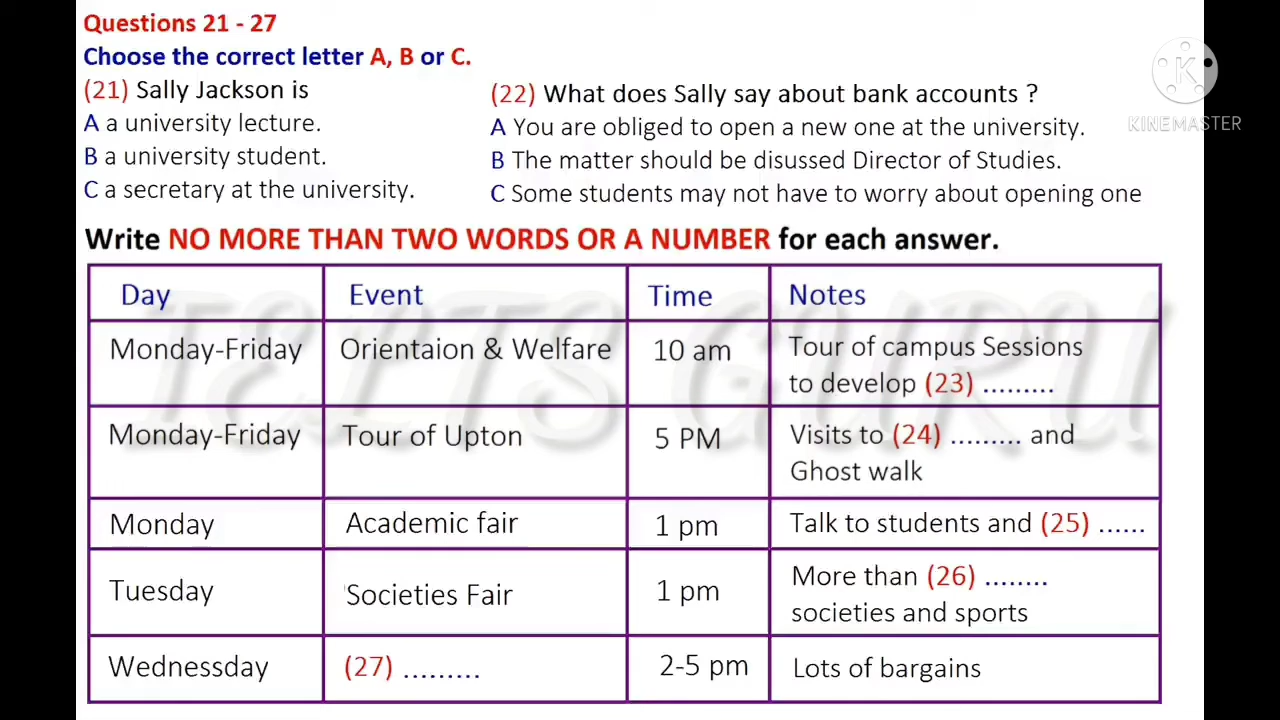 Questions 21 - 27
Choose the correct letter A, B or C.
(21) Sally Jackson is
A a university lecture.
B a university student.
C a secretary at the university.
(22) What does Sally say about bank accounts ?
A You are obliged to open a new one at the university.
B The matter should be disussed Director of Studies.
C Some students may not have to worry about opening one
KINEMASTER
Write NO MORE THAN TWO WORDS OR A NUMBER for each answer.
Day Event Time Notes
Monday-Friday Orientaion & Welfare 10 am Tour of campus Sessions
to develop (23) .........
Monday-Friday Tour of Upton 5 PM Visits to (24) ......... and
Ghost walk
Monday Academic fair 1 pm Talk to students and (25) ......
Tuesday Societies Fair 1 pm More than (26) ........
societies and sports
Wednessday (27) ......... 2-5 pm Lots of bargains
IELTS GURU